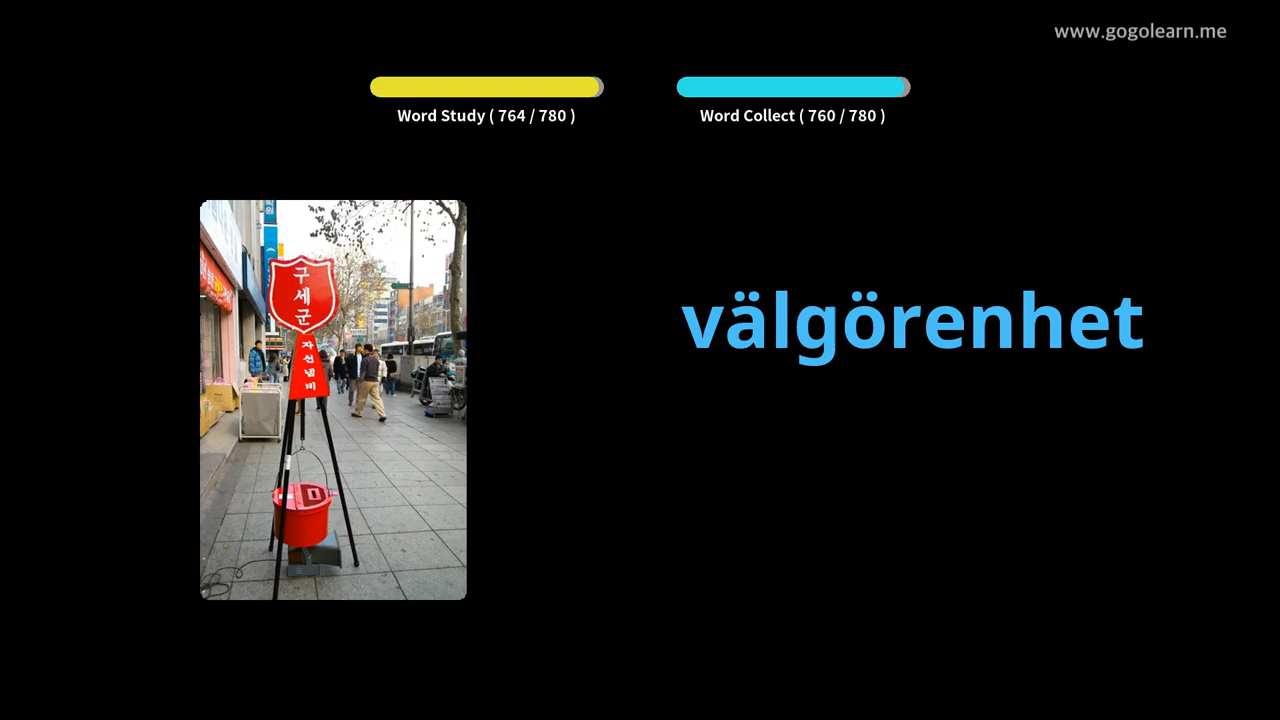 www.gogolearn.me
Word Study ( 764 / 780 )
Word Collect ( 760 / 780 )
välgörenhet
구세군
자선냄비